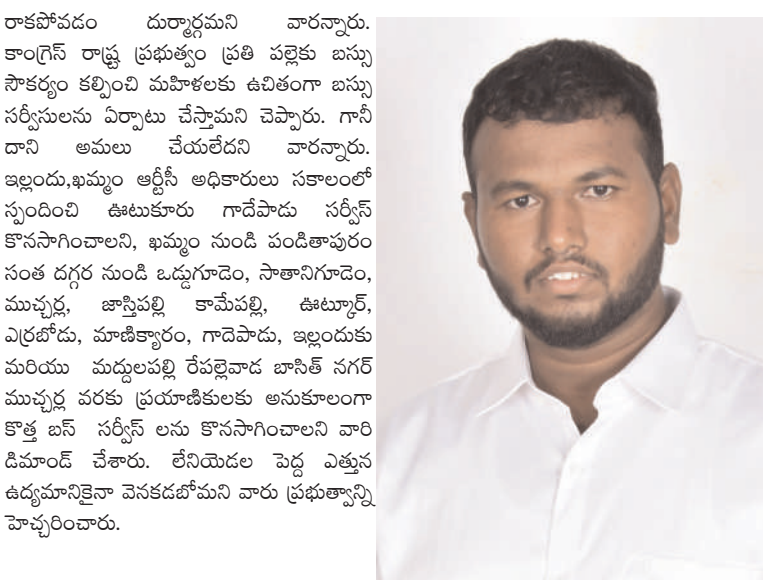 రాకపోవడం దుర్మార్గమని వారన్నారు.
కాంగ్రెస్ రాష్ట్ర ప్రభుత్వం ప్రతి పల్లెకు బస్సు
సౌకర్యం కల్పించి మహిళలకు ఉచితంగా బస్సు
సర్వీసులను ఏర్పాటు చేస్తామని చెప్పారు. గానీ
దాని అమలు చేయలేదని వారన్నారు.
ఇల్లందు,ఖమ్మం ఆర్టీసీ అధికారులు సకాలంలో
స్పందించి ఊటుకూరు గాదేపాడు సర్వీస్
కొనసాగించాలని, ఖమ్మం నుండి పండితాపురం
సంత దగ్గర నుండి ఒడ్డుగూడెం, సాతానిగూడెం,
ముచ్చర్ల, జాస్తిపల్లి కామేపల్లి, ఊట్కూర్,
ఎర్రబోడు, మాణిక్యారం, గాదెపాడు, ఇల్లందుకు
మరియు మద్దులపల్లి రేపల్లెవాడ బాసిత్ నగర్
ముచ్చర్ల వరకు ప్రయాణికులకు అనుకూలంగా
కొత్త బస్ సర్వీస్ లను కొనసాగించాలని వారి
డిమాండ్ చేశారు. లేనియెడల పెద్ద ఎత్తున
ఉద్యమానికైనా వెనకడబోమని వారు ప్రభుత్వాన్ని
హెచ్చరించారు.